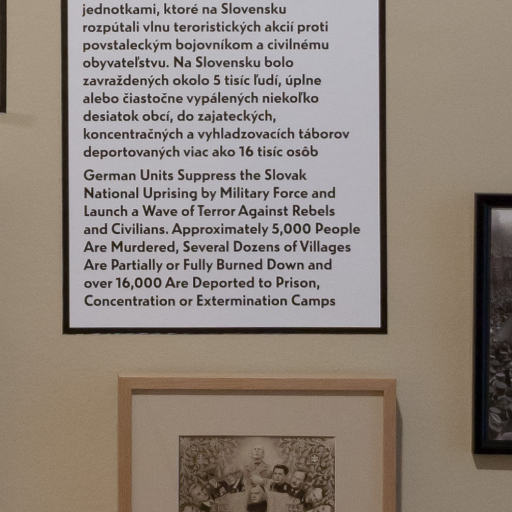 jednotkami, ktoré na Slovensku
rozpútali vlnu teroristických akcií proti
povstaleckým bojovníkom a civilnému
obyvateľstvu. Na Slovensku bolo
zavraždených okolo 5 tisíc ľudí, úplne
alebo čiastočne vypálených niekoľko
desiatok obcí, do zajateckých,
koncentračných a vyhladzovacích táborov
deportovaných viac ako 16 tisíc osôb
German Units Suppress the Slovak
National Uprising by Military Force and
Launch a Wave of Terror Against Rebels
and Civilians. Approximately 5,000 People
Are Murdered, Several Dozens of Villages
Are Partially or Fully Burned Down and
over 16,000 Are Deported to Prison,
Concentration or Extermination Camps